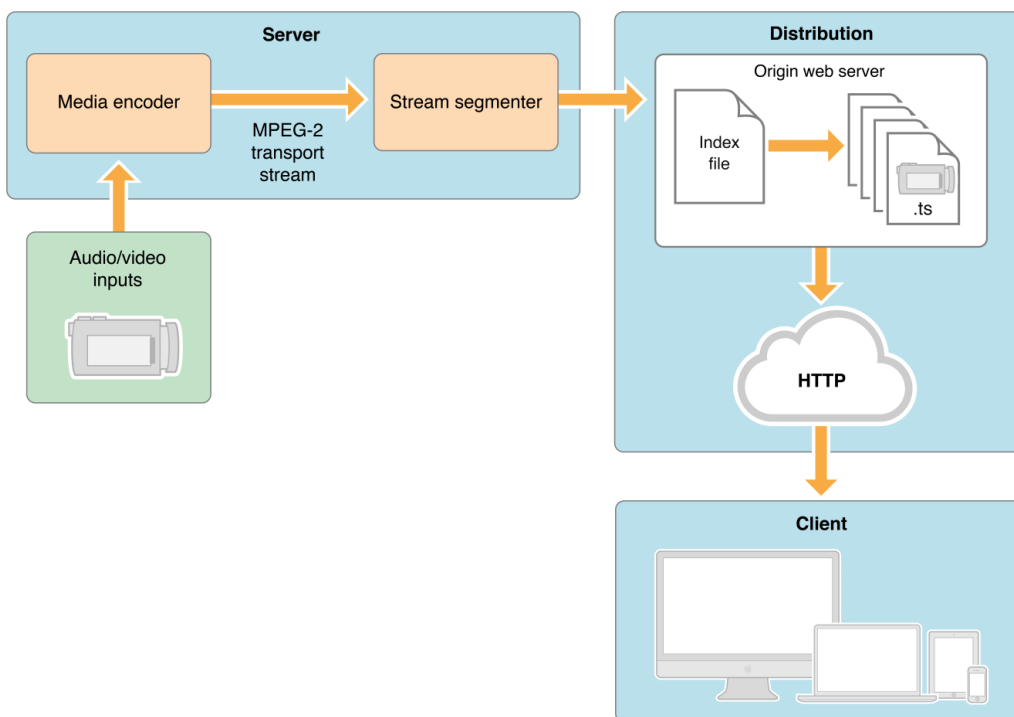 Server
Media encoder
MPEG-2
transport
stream
Stream segmenter
Audio/video
inputs
Distribution
Origin web server
Index
file
.ts
HTTP
Client